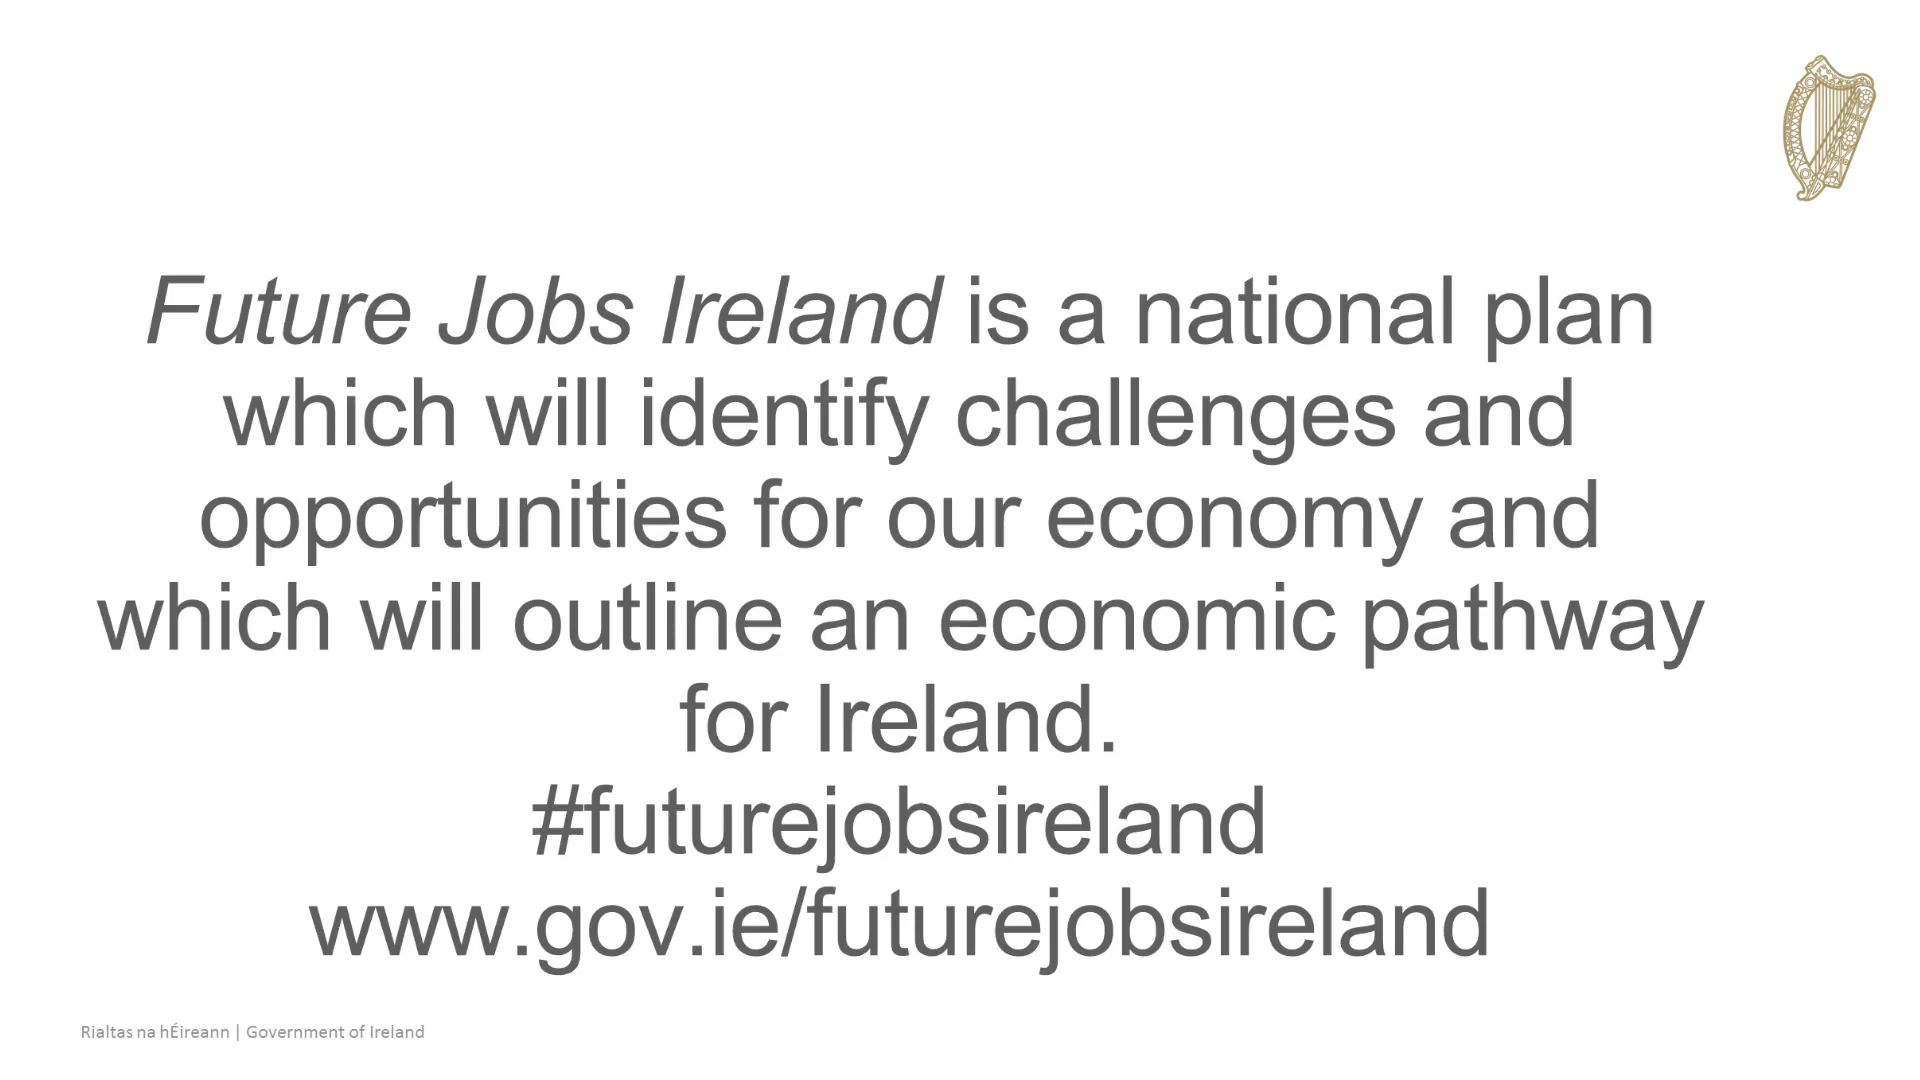 Future Jobs Ireland is a national plan
which will identify challenges and
opportunities for our economy and
which will outline an economic pathway
for Ireland.
#futurejobsireland
www.gov.ie/futurejobsireland
Rialtas na hÉireann | Government of Ireland